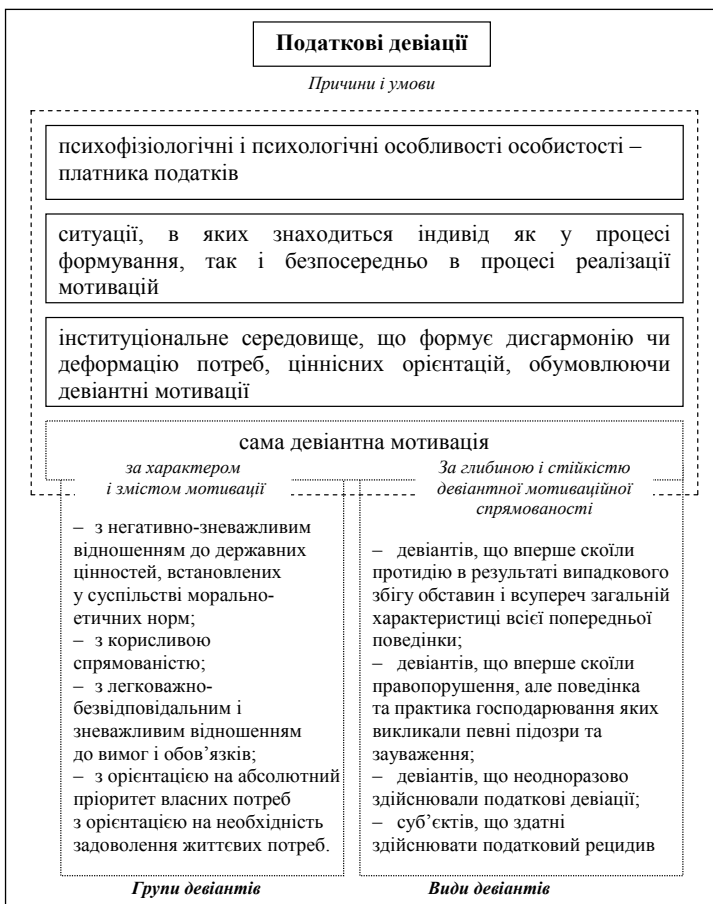 Податкові девіації
Причини і умови
психофізіологічні і психологічні особливості особистості –
платника податків
ситуації, в яких знаходиться індивід як у процесі
формування, так і безпосередньо в процесі реалізації
мотивацій
інституціональне середовище, що формує дисгармонію чи
деформацію потреб, ціннісних орієнтацій, обумовлюючи
девіантні мотивації
сама девіантна мотивація
за характером
і змістом мотивації
– з негативно-зневажливим
відношенням до державних
цінностей, встановлених
у суспільстві морально-
етичних норм;
– з корисливою
спрямованістю;
– з легковажно-
безвідповідальним і
зневажливим відношенням
до вимог і обов’язків;
– з орієнтацією на абсолютний
пріоритет власних потреб
з орієнтацією на необхідність
задоволення життєвих потреб.
Групи девіантів
За глибиною і стійкістю
девіантної мотиваційної
спрямованості
– девіантів, що вперше скоїли
протидію в результаті випадкового
збігу обставин і всупереч загальній
характеристиці всієї попередньої
поведінки;
– девіантів, що вперше скоїли
правопорушення, але поведінка
та практика господарювання яких
викликали певні підозри та
зауваження;
– девіантів, що неодноразово
здійснювали податкові девіації;
– суб’єктів, що здатні
здійснювати податковий рецидив
Види девіантів